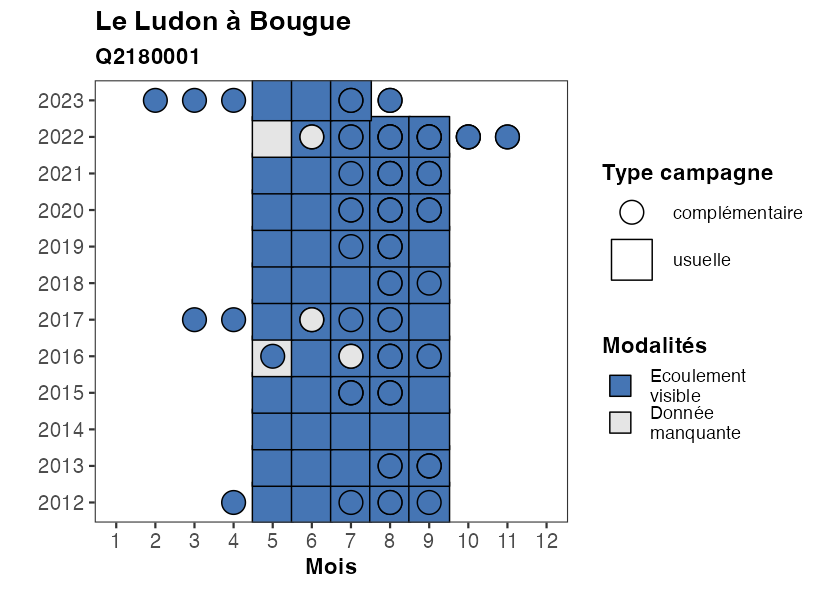 Le Ludon à Bougue
Q2180001
2023
2022
2021
2020
2019
2018
2017
2016
2015
2014
2013
2012
1 2 3 4 5 6 7 8 9 10 11 12
Mois
Type campagne
complémentaire
usuelle
Modalités
Ecoulement
visible
Donnée
manquante